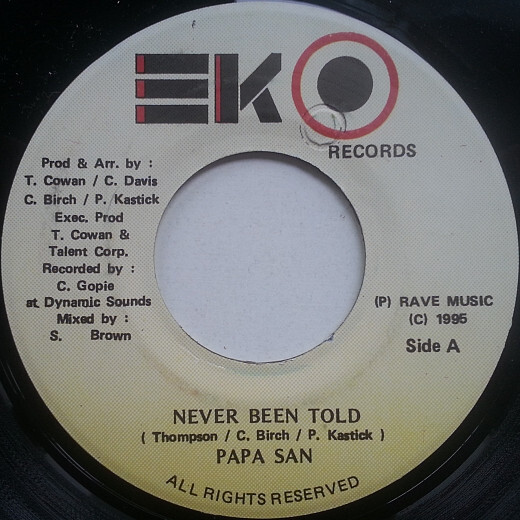 EKO
RECORDS
Prod & Arr. by :
T. Cowan / C. Davis
C. Birch / P. Kastick
Exec. Prod
T. Cowan &
Talent Corp.
Recorded by :
C. Gopie
at Dynamic Sounds
Mixed by :
S. Brown
(P) RAVE MUSIC
(C) 1995
Side A
NEVER BEEN TOLD
( Thompson / C. Birch / P. Kastick )
PAPA SAN
ALL RIGHTS RESERVED